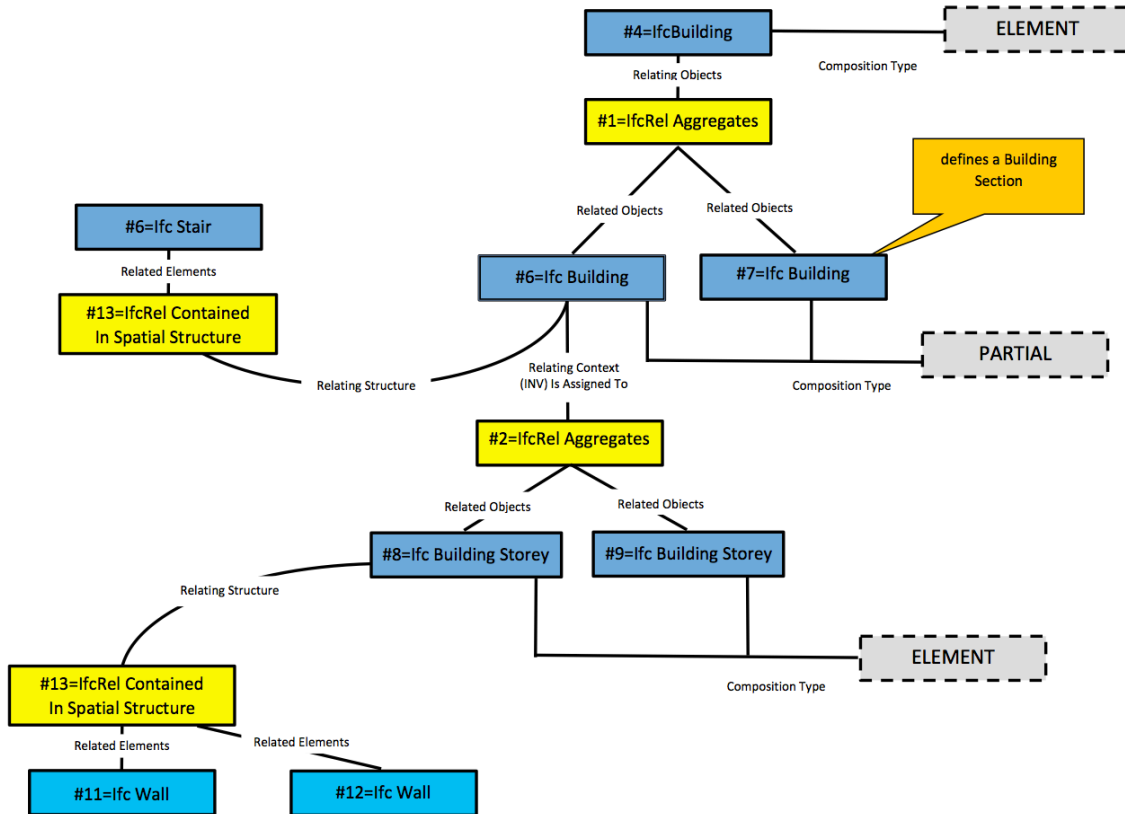 #4=IfcBuilding
ELEMENT
Composition Type
Relating Objects
#1=IfcRel Aggregates
defines a Building
Section
Related Objects
Related Objects
#6=Ifc Stair
Related Elements
#13=IfcRel Contained
In Spatial Structure
#6=Ifc Building
#7=Ifc Building
Relating Structure
Relating Context
(INV) Is Assigned To
PARTIAL
Composition Type
#2=IfcRel Aggregates
Related Objects
Related Objects
#8=Ifc Building Storey
#9=Ifc Building Storey
Relating Structure
ELEMENT
Composition Type
#13=IfcRel Contained
In Spatial Structure
Related Elements
Related Elements
#11=Ifc Wall
#12=Ifc Wall